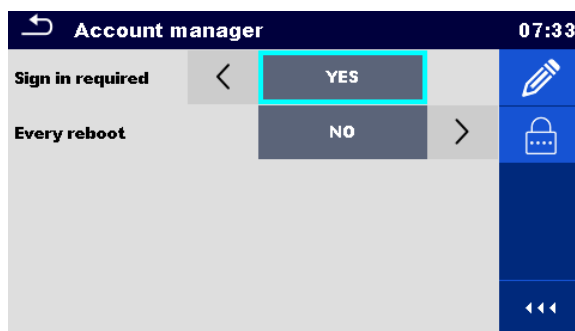 Account manager 07:33
Sign in required YES
Every reboot NO